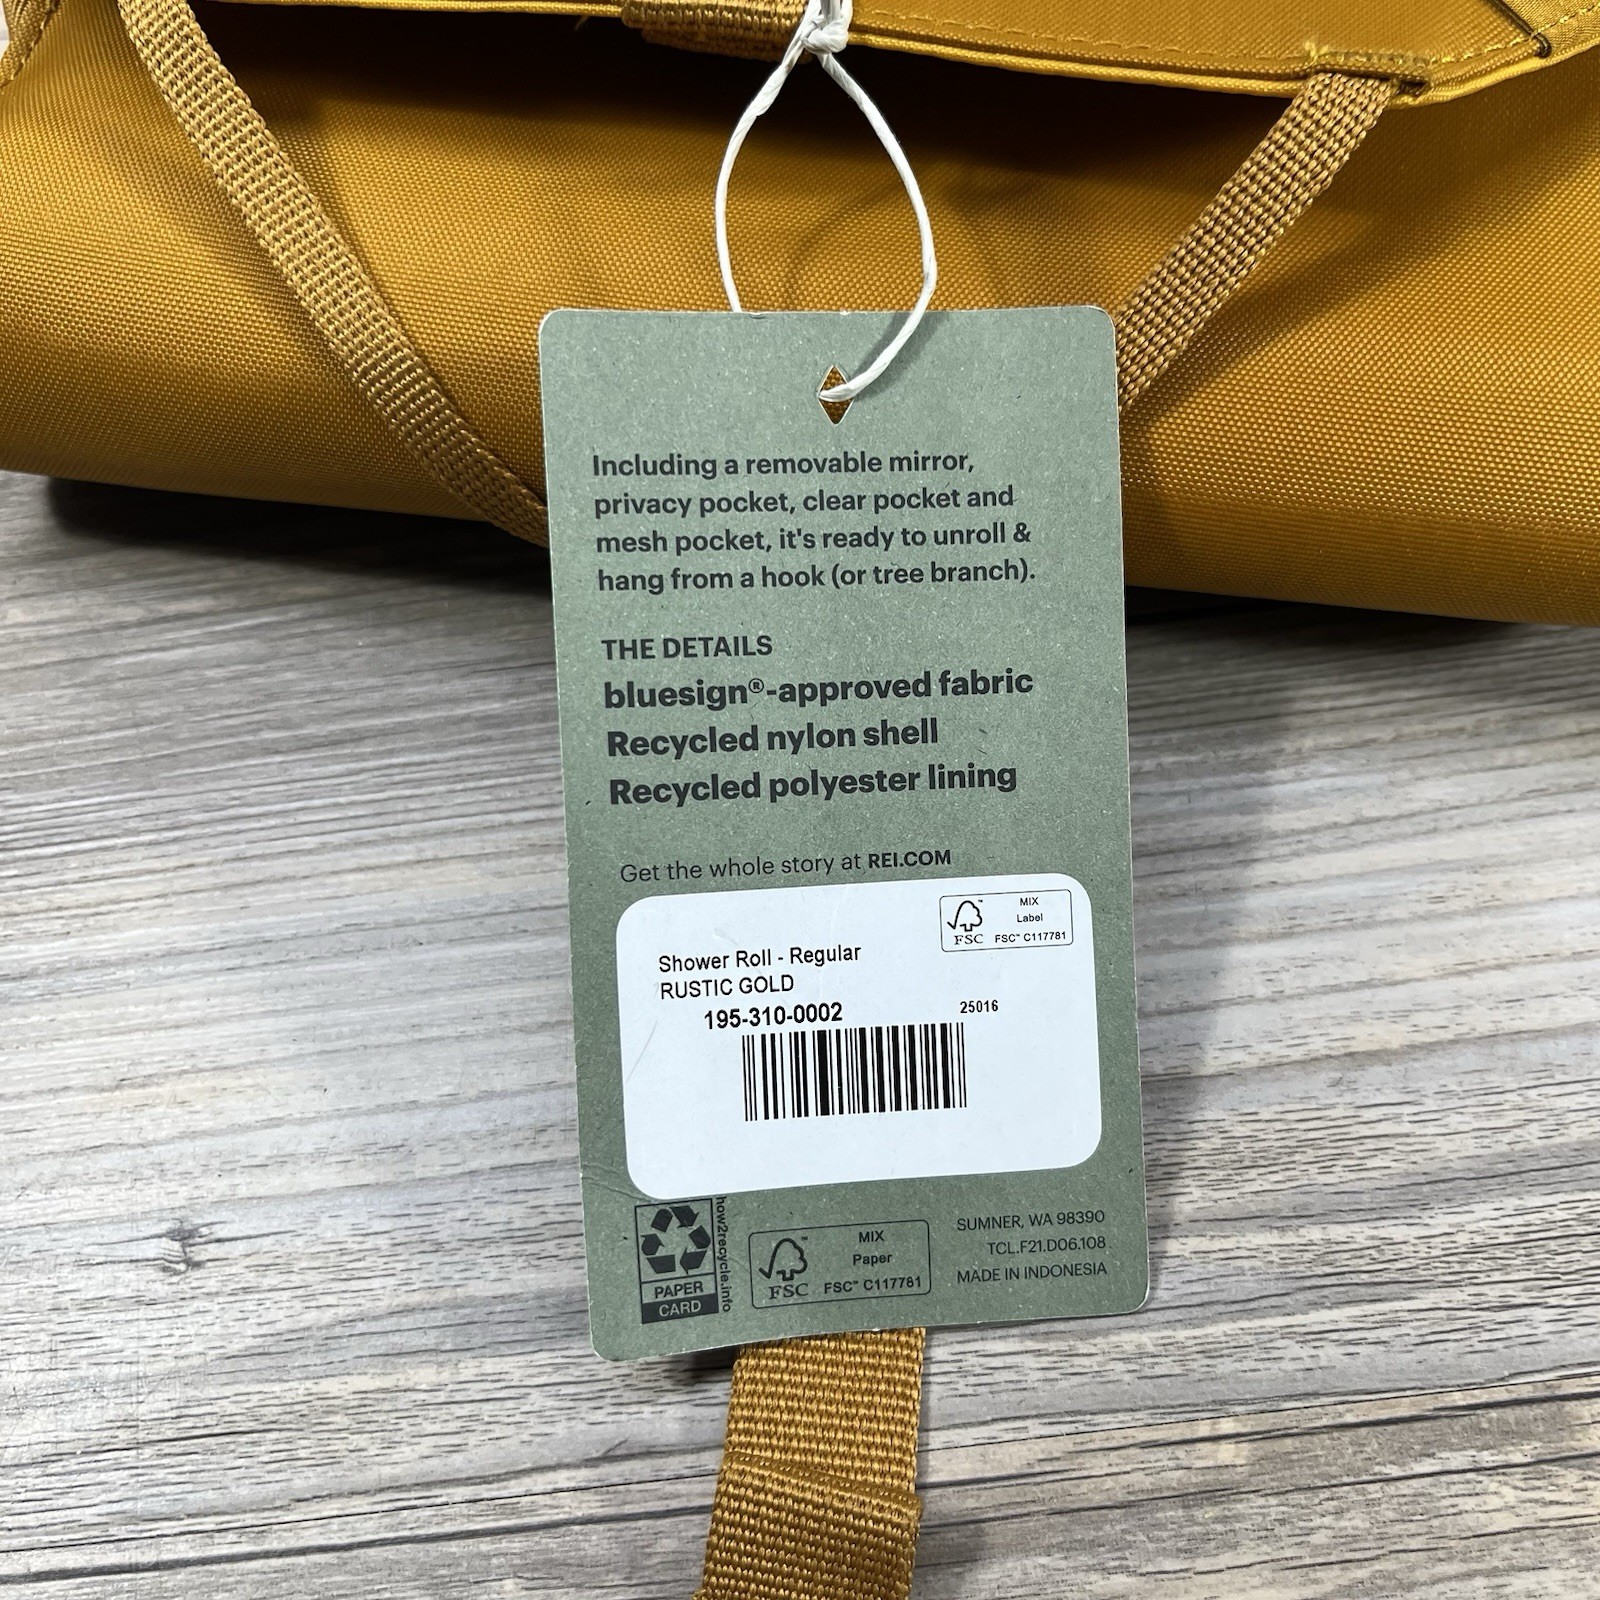 Including a removable mirror,
privacy pocket, clear pocket and
mesh pocket, it's ready to unroll &
hang from a hook (or tree branch).
THE DETAILS
bluesign®-approved fabric
Recycled nylon shell
Recycled polyester lining
Get the whole story at REI.COM
MIX
Label
FSC™ C117781
FSC
Shower Roll - Regular
RUSTIC GOLD
195-310-0002
25016
how2recycle.info
PAPER
CARD
MIX
Paper
FSC™ C117781
FSC
SUMNER, WA 98390
TCL.F21.D06.108
MADE IN INDONESIA